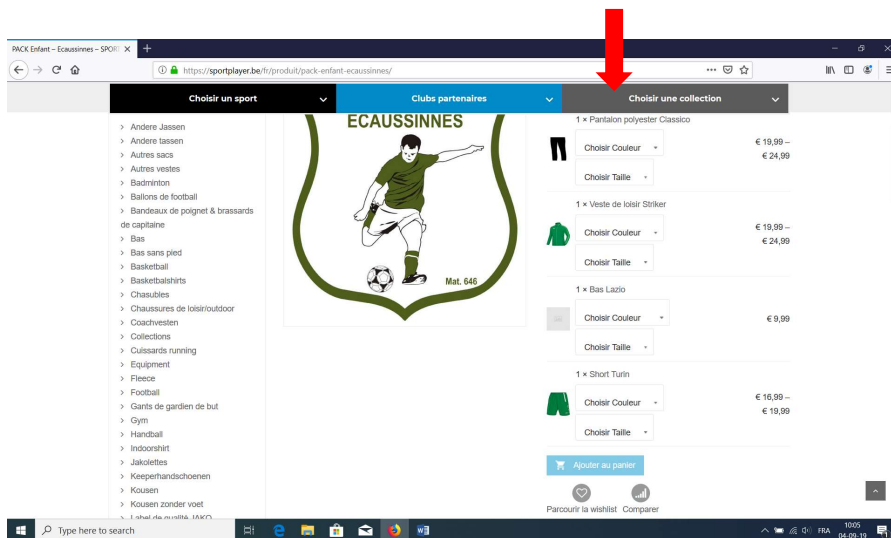 PACK Enfant – Ecaussinnes – SPOR
https://sportplayer.be/fr/produit/pack-enfant-ecaussinnes/
Choisir un sport
Clubs partenaires
Choisir une collection
Andere Jassen
Andere tassen
Autres sacs
Autres vestes
Badminton
Ballons de football
Bandeaux de poignet & brassards
de capitaine
Bas
Bas sans pied
Basketball
Basketbalshirts
Chasubles
Chaussures de loisir/outdoor
Coachvesten
Collections
Cuissards running
Equipment
Fleece
Football
Gants de gardien de but
Gym
Handball
Indoorshirt
Jakolettes
Keeperhandschoenen
Kousen
Kousen zonder voet
Label de qualité JAKO
ECAUSSINNES
Mat. 646
1 × Pantalon polyester Classico
Choisir Couleur
Choisir Taille
€ 19,99 –
€ 24,99
1 × Veste de loisir Striker
Choisir Couleur
Choisir Taille
€ 19,99 –
€ 24,99
1 × Bas Lazio
Choisir Couleur
Choisir Taille
€ 9,99
1 × Short Turin
Choisir Couleur
Choisir Taille
€ 16,99 –
€ 19,99
Ajouter au panier
Parcourir la wishlist Comparer
Type here to search
FRA
10:05
04-09-19